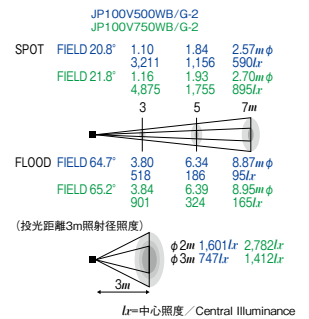 JP100V500WB/G-2
JP100V750WB/G-2
SPOT FIELD 20.8° 1.10 1.84 2.57mφ
3,211 1,156 590lx
FIELD 21.8° 1.16 1.93 2.70mφ
4,875 1,755 895lx
3 5 7m
FLOOD FIELD 64.7° 3.80 6.34 8.87mφ
518 186 95lx
FIELD 65.2° 3.84 6.39 8.95mφ
901 324 165lx
(投光距離3m照射径照度)
φ2m 1,601lx 2,782lx
φ3m 747lx 1,412lx
3m
lx=中心照度/Central Illuminance